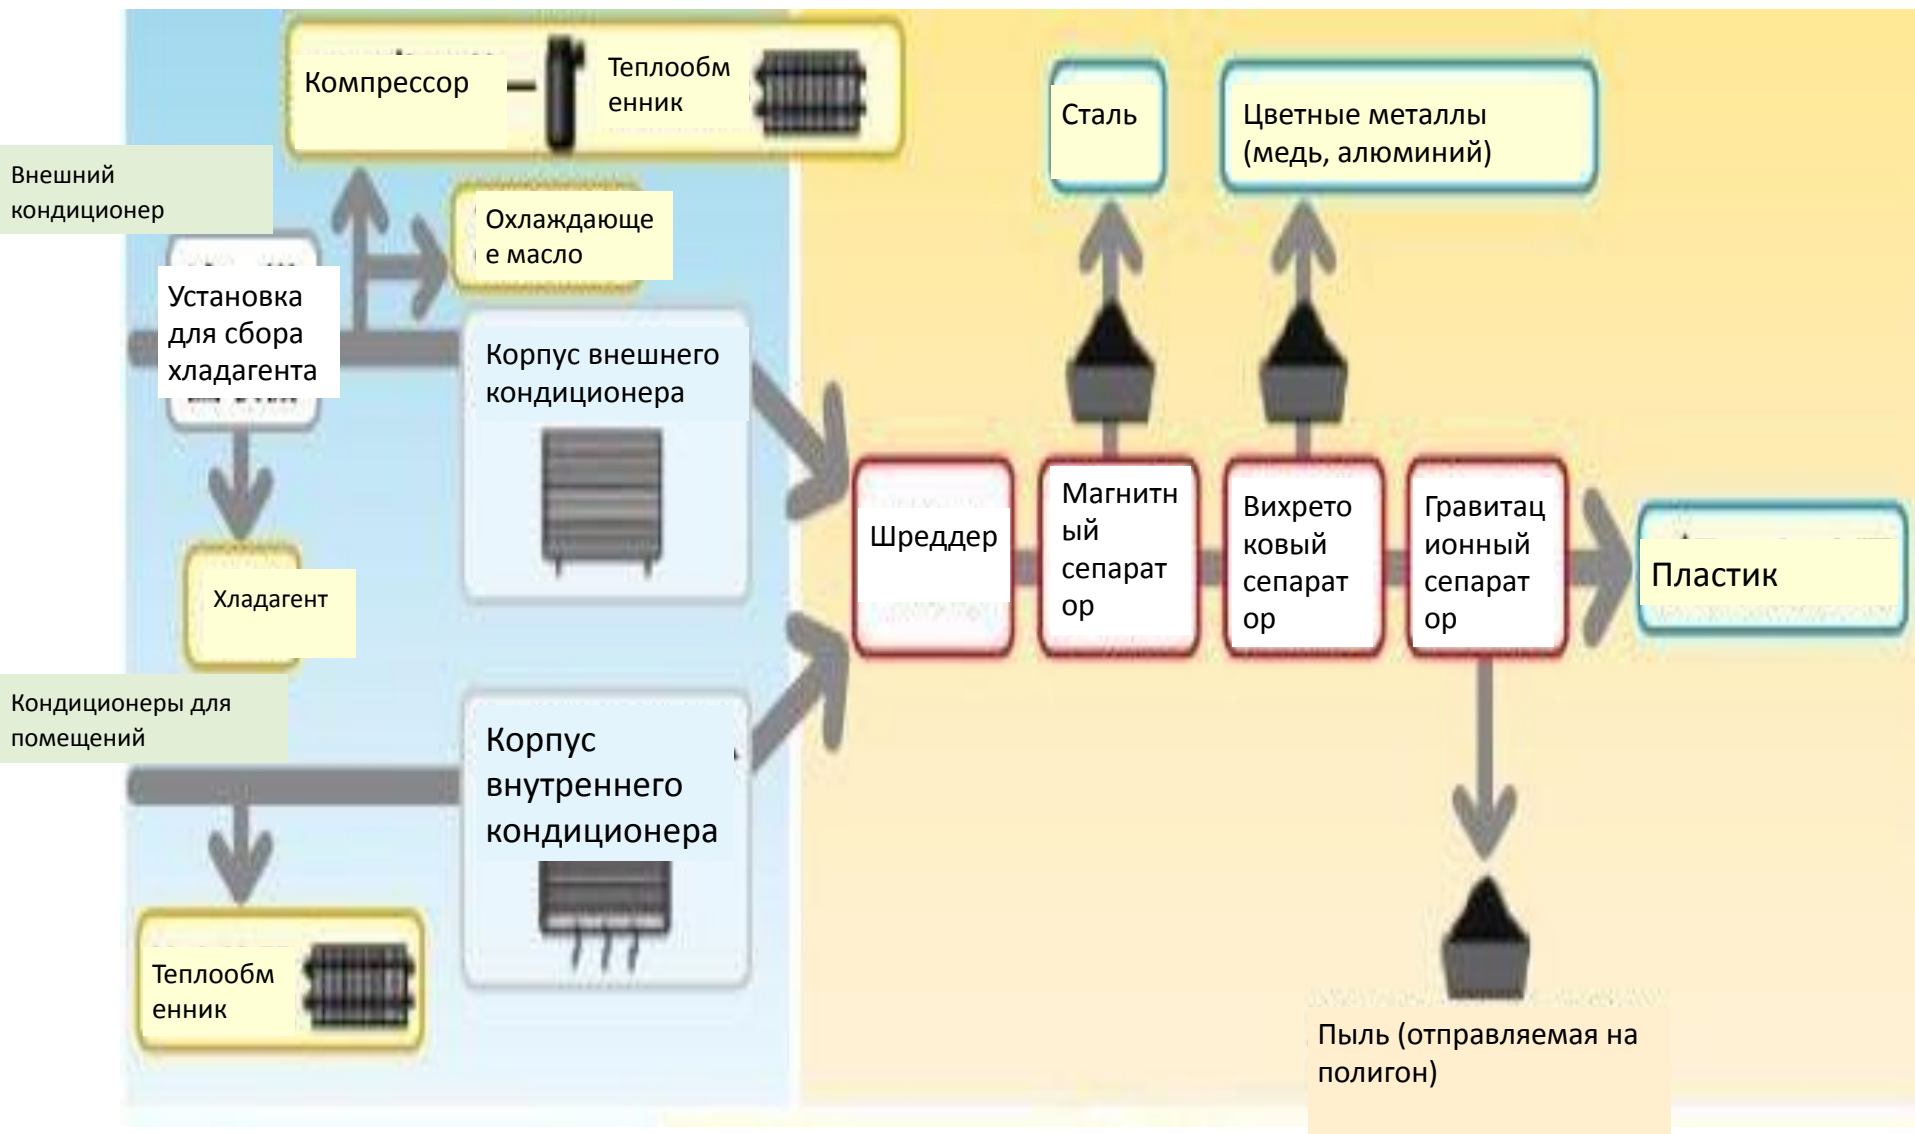 Компрессор
Теплообм
енник
Сталь
Цветные металлы
(медь, алюминий)
Внешний
кондиционер
Охлаждающе
е масло
Установка
для сбора
хладагента
Корпус внешнего
кондиционера
Шреддер
Магнитн
ый
сепарат
ор
Вихрето
ковый
сепарат
ор
Гравитац
ионный
сепарат
ор
Пластик
Хладагент
Кондиционеры для
помещений
Корпус
внутреннего
кондиционера
Теплообм
енник
Пыль (отправляемая на
полигон)